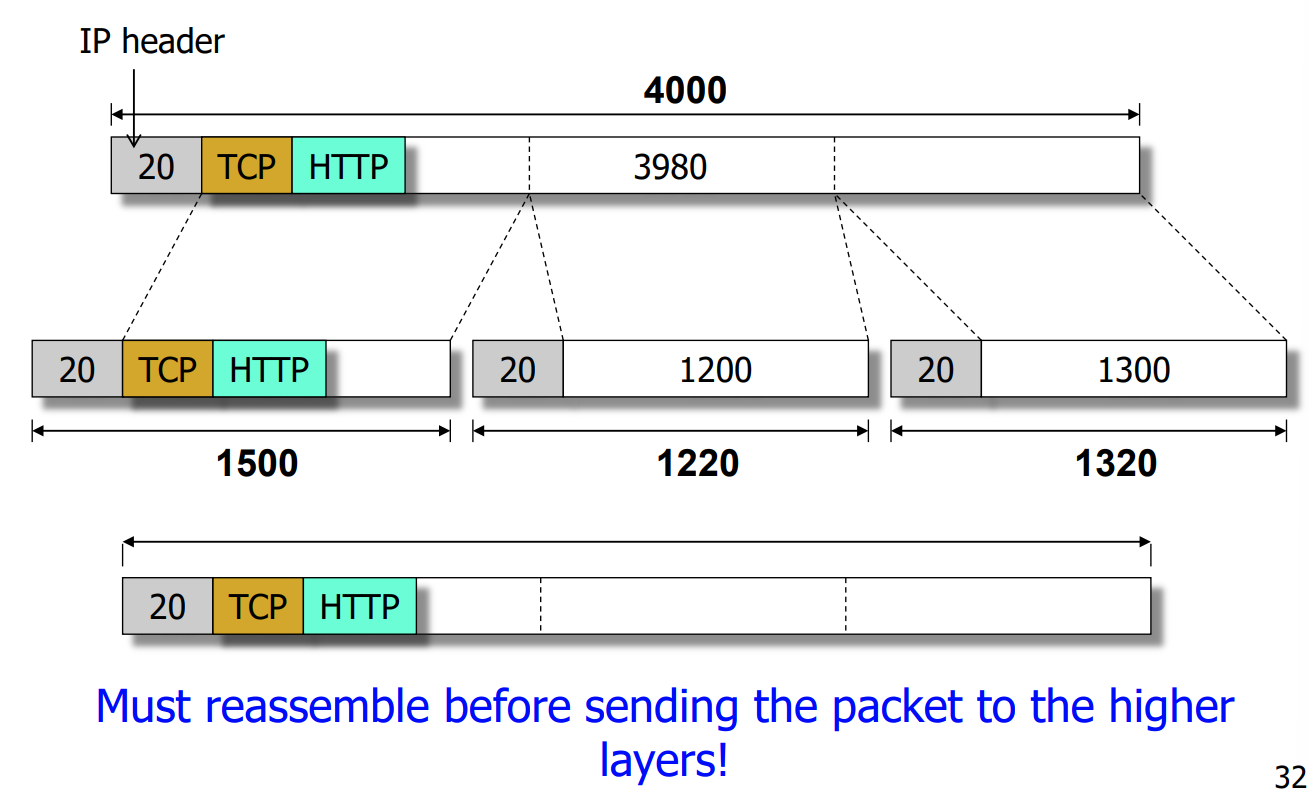 IP header
4000
20 TCP HTTP 3980
20 TCP HTTP 20 1200 20 1300
1500 1220 1320
20 TCP HTTP
Must reassemble before sending the packet to the higher
layers!
32